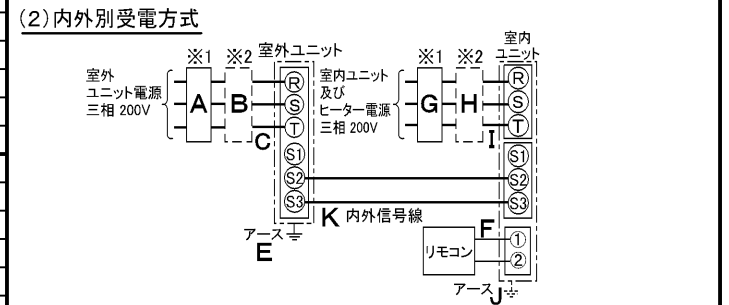 (2)内外別受電方式
※1 ※2 室外ユニット
室外
ユニット電源
三相 200V
A B
C
R
S
T
S1
S2
S3
アース
E
※1 ※2
室内
ユニット
室内ユニット
及び
ヒーター電源
三相 200V
G H
I
R
S
T
S1
S2
S3
K 内外信号線
F
リモコン
①
②
アース J